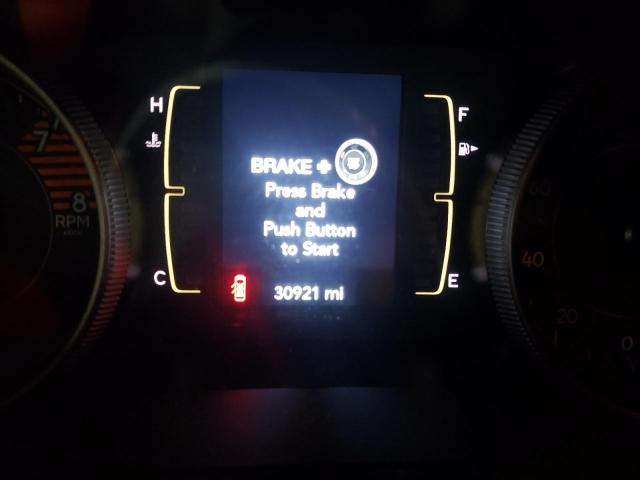 H
F
7
BRAKE +
Press Brake
and
Push Button
to Start
8
RPM
60
40
20
0
C
E
30921 mi